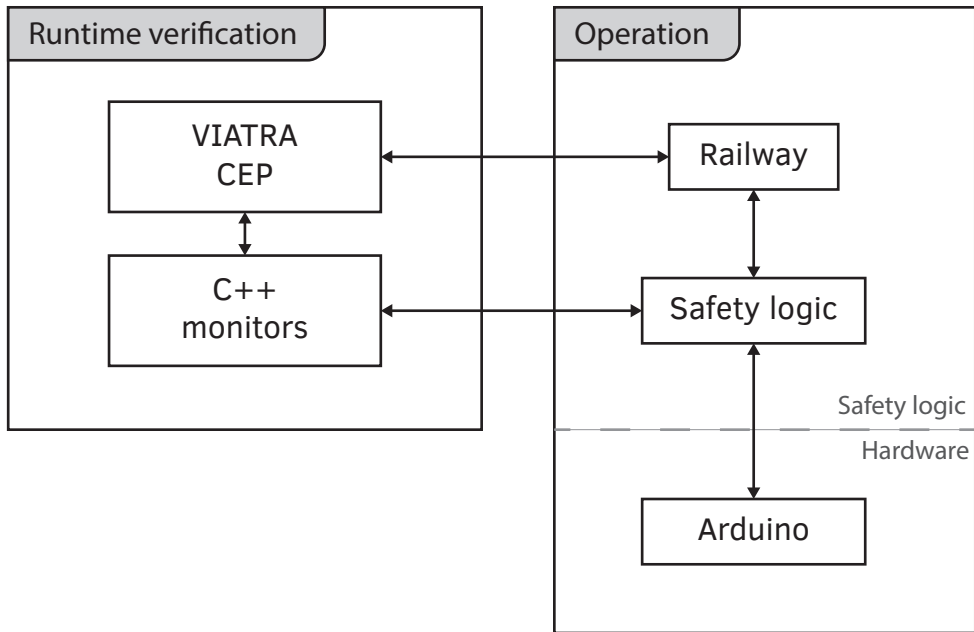 Runtime verification
VIATRA
CEP
C++
monitors
Operation
Railway
Safety logic
Safety logic
Hardware
Arduino